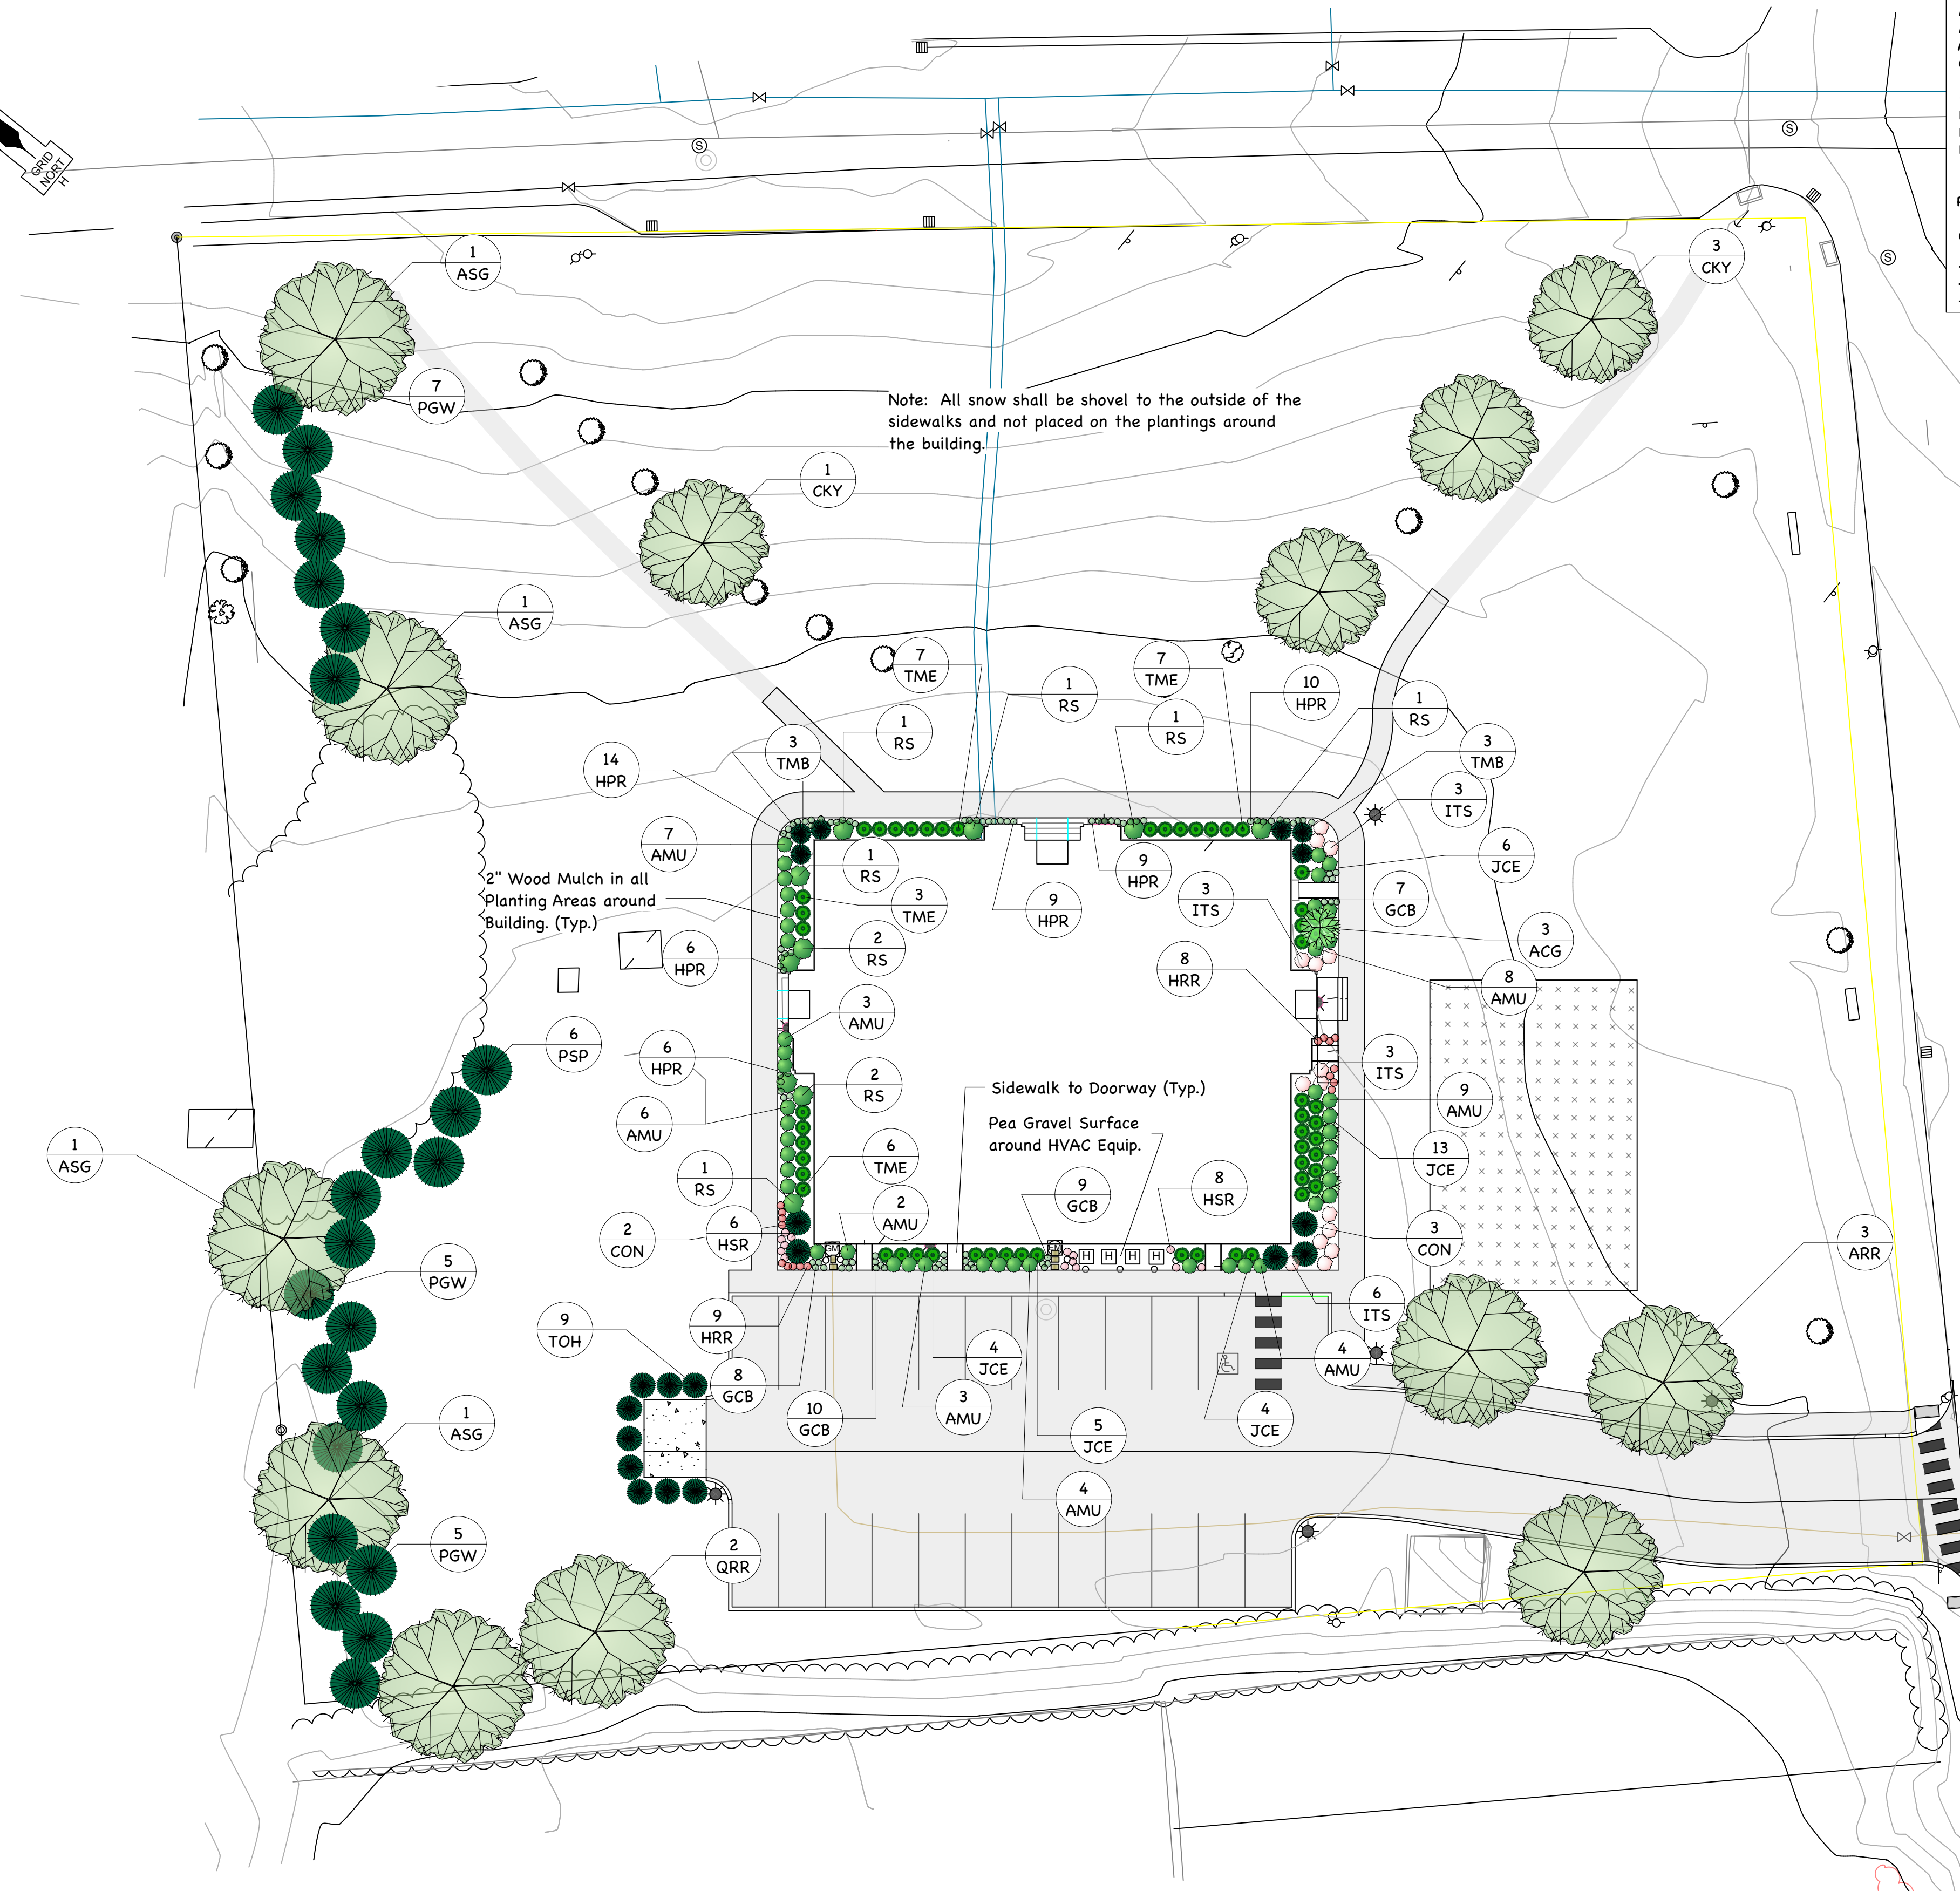 GRID
NORT
H
S
S
S
1
ASG
3
CKY
7
PGW
Note:  All snow shall be shovel to the outside of the
sidewalks and not placed on the plantings around
the building.
1
CKY
1
ASG
7
TME
1
RS
7
TME
10
HPR
1
RS
1
RS
1
RS
3
TMB
3
TMB
14
HPR
3
ITS
7
AMU
1
RS
9
HPR
6
JCE
2" Wood Mulch in all
Planting Areas around
Building. (Typ.)
3
TME
9
HPR
3
ITS
7
GCB
6
HPR
2
RS
8
HRR
3
ACG
8
AMU
3
AMU
6
PSP
6
HPR
2
RS
3
ITS
Sidewalk to Doorway (Typ.)
9
AMU
6
AMU
Pea Gravel Surface
around HVAC Equip.
1
ASG
6
TME
13
JCE
1
RS
9
GCB
8
HSR
2
AMU
2
CON
6
HSR
3
CON
3
ARR
GM
EM
H
H
H
H
5
PGW
6
ITS
9
TOH
9
HRR
4
JCE
4
AMU
8
GCB
10
GCB
3
AMU
4
JCE
1
ASG
5
JCE
4
AMU
5
PGW
2
QRR